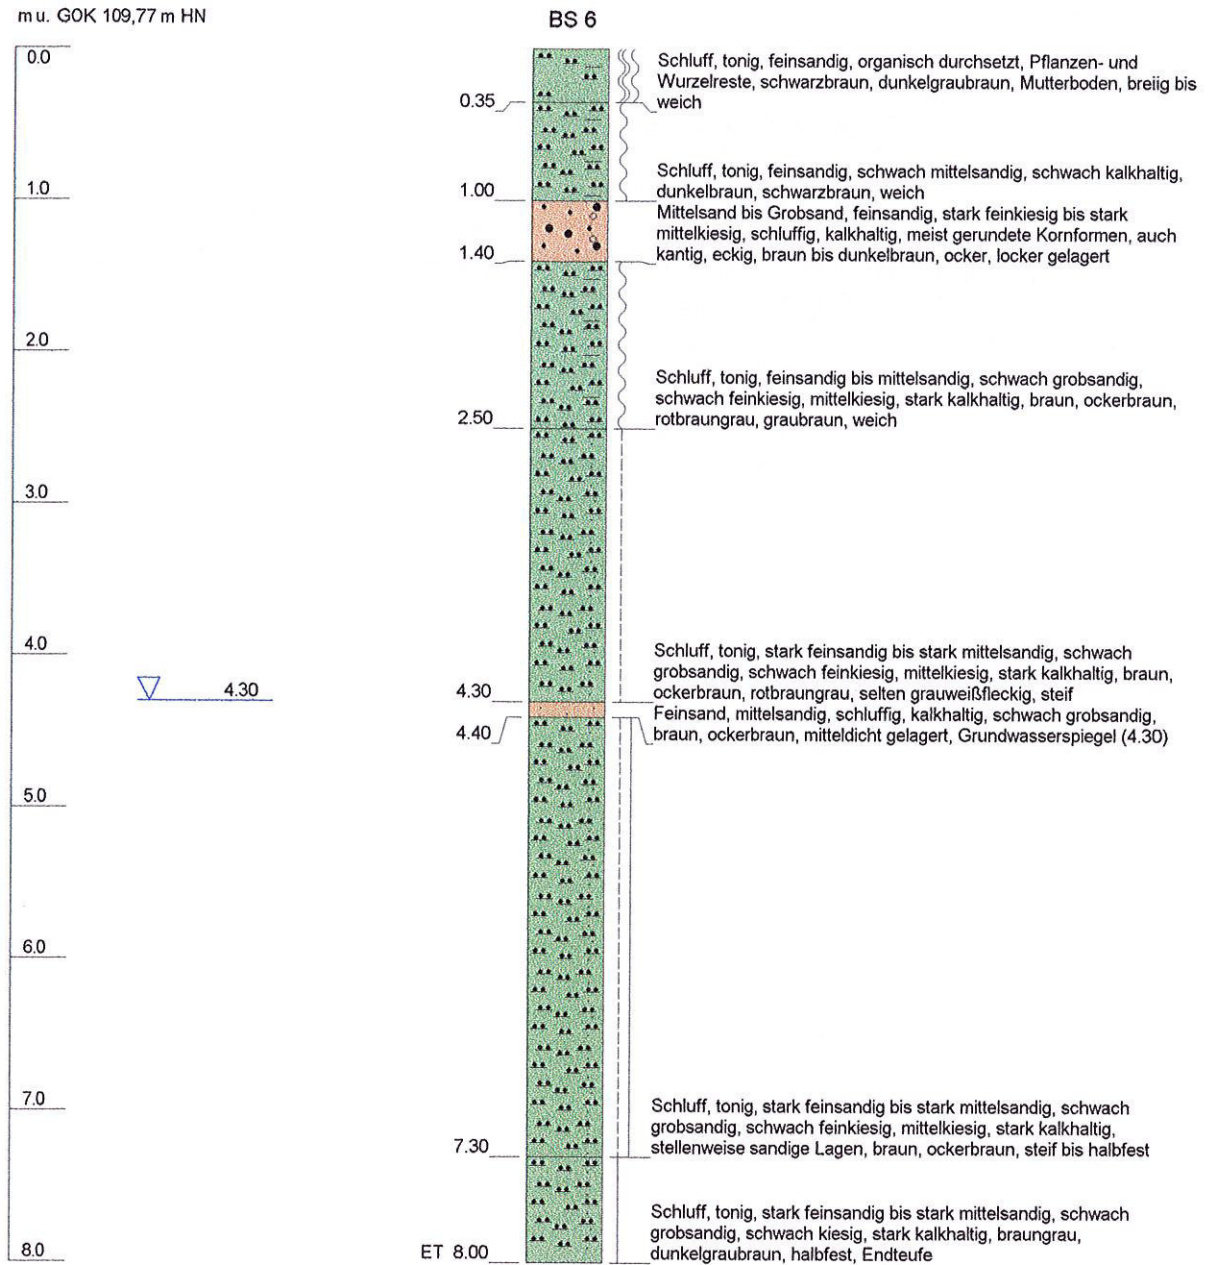 m u. GOK 109,77 m HN
BS 6
0.0
Schluff, tonig, feinsandig, organisch durchsetzt, Pflanzen- und
Wurzelreste, schwarzbraun, dunkelgraubraun, Mutterboden, breiig bis
weich
0.35
Schluff, tonig, feinsandig, schwach mittelsandig, schwach kalkhaltig,
dunkelbraun, schwarzbraun, weich
1.0
1.00
Mittelsand bis Grobsand, feinsandig, stark feinkiesig bis stark
mittelkiesig, schluffig, kalkhaltig, meist gerundete Kornformen, auch
kantig, eckig, braun bis dunkelbraun, ocker, locker gelagert
1.40
2.0
Schluff, tonig, feinsandig bis mittelsandig, schwach grobsandig,
schwach feinkiesig, mittelkiesig, stark kalkhaltig, braun, ockerbraun,
rotbraungrau, graubraun, weich
2.50
3.0
4.0
Schluff, tonig, stark feinsandig bis stark mittelsandig, schwach
grobsandig, schwach feinkiesig, mittelkiesig, stark kalkhaltig, braun,
ockerbraun, rotbraungrau, selten grauweißfleckig, steif
4.30
4.30
Feinsand, mittelsandig, schluffig, kalkhaltig, schwach grobsandig,
braun, ockerbraun, mitteldicht gelagert, Grundwasserspiegel (4.30)
4.40
5.0
6.0
7.0
Schluff, tonig, stark feinsandig bis stark mittelsandig, schwach
grobsandig, schwach feinkiesig, mittelkiesig, stark kalkhaltig,
stellenweise sandige Lagen, braun, ockerbraun, steif bis halbfest
7.30
Schluff, tonig, stark feinsandig bis stark mittelsandig, schwach
grobsandig, schwach kiesig, stark kalkhaltig, braungrau,
dunkelgraubraun, halbfest, Endteufe
8.0
ET 8.00